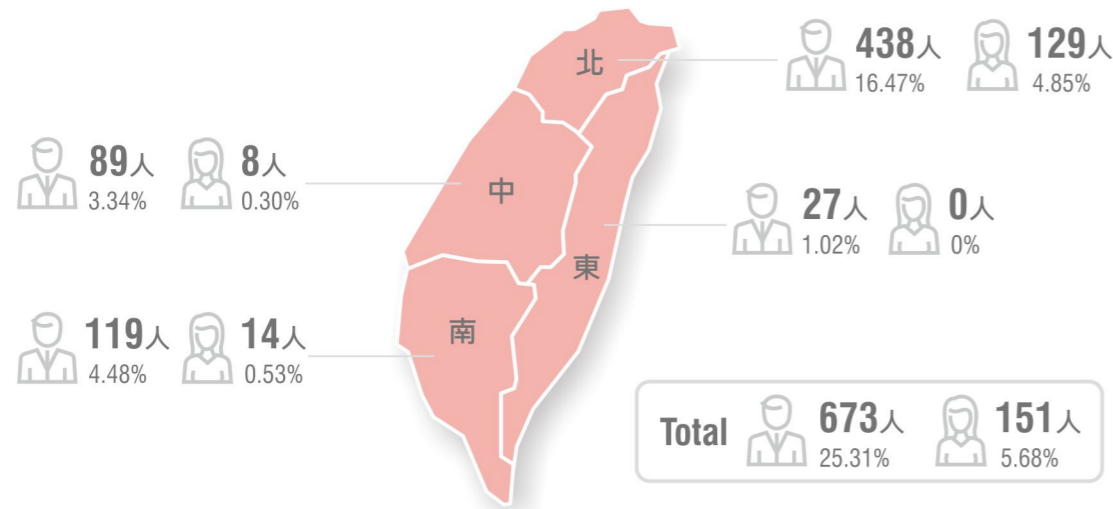 北
438人 129人
16.47% 4.85%
89人 8人
3.34% 0.30%
中
27人 0人
1.02% 0%
東
119人 14人
4.48% 0.53%
南
Total 673人 151人
25.31% 5.68%